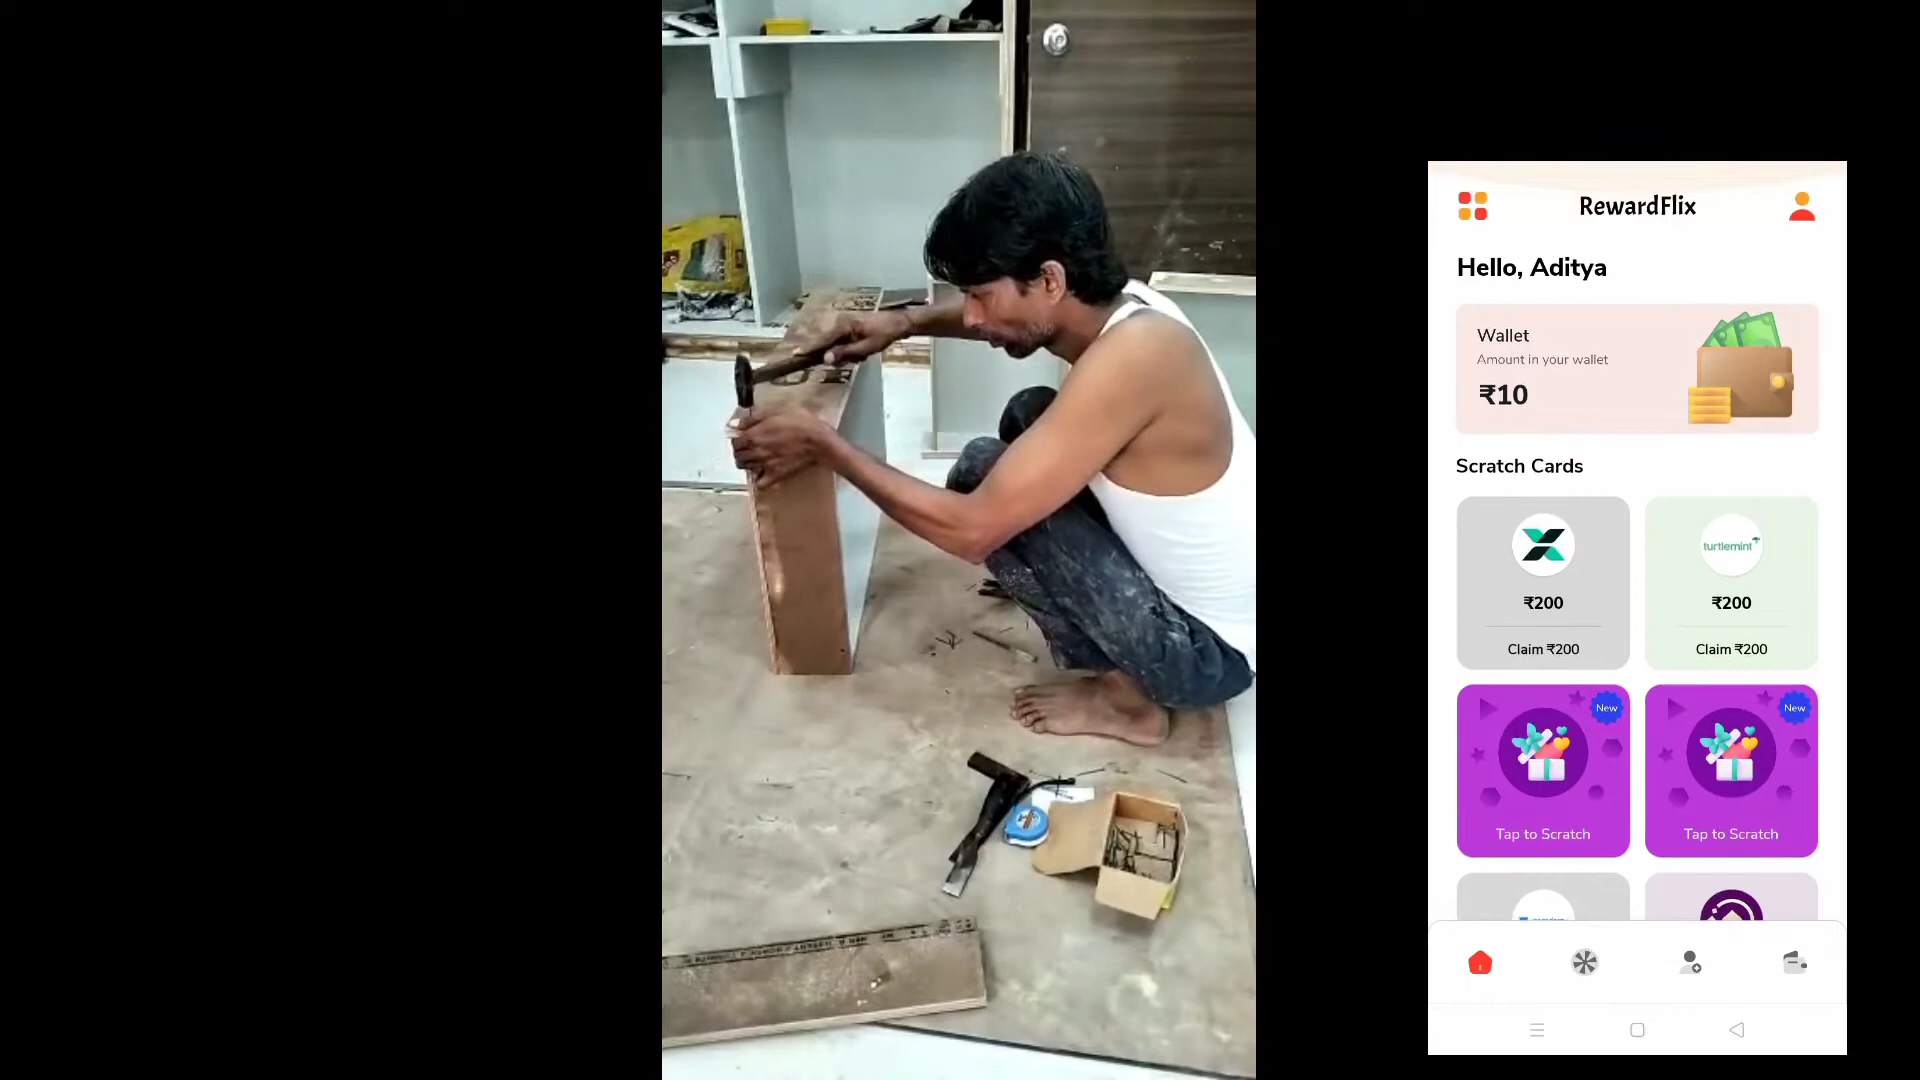 RewardFlix
Hello, Aditya
Wallet
Amount in your wallet
₹10
Scratch Cards
turtlemint
₹200
₹200
Claim ₹200
Claim ₹200
New
New
Tap to Scratch
Tap to Scratch